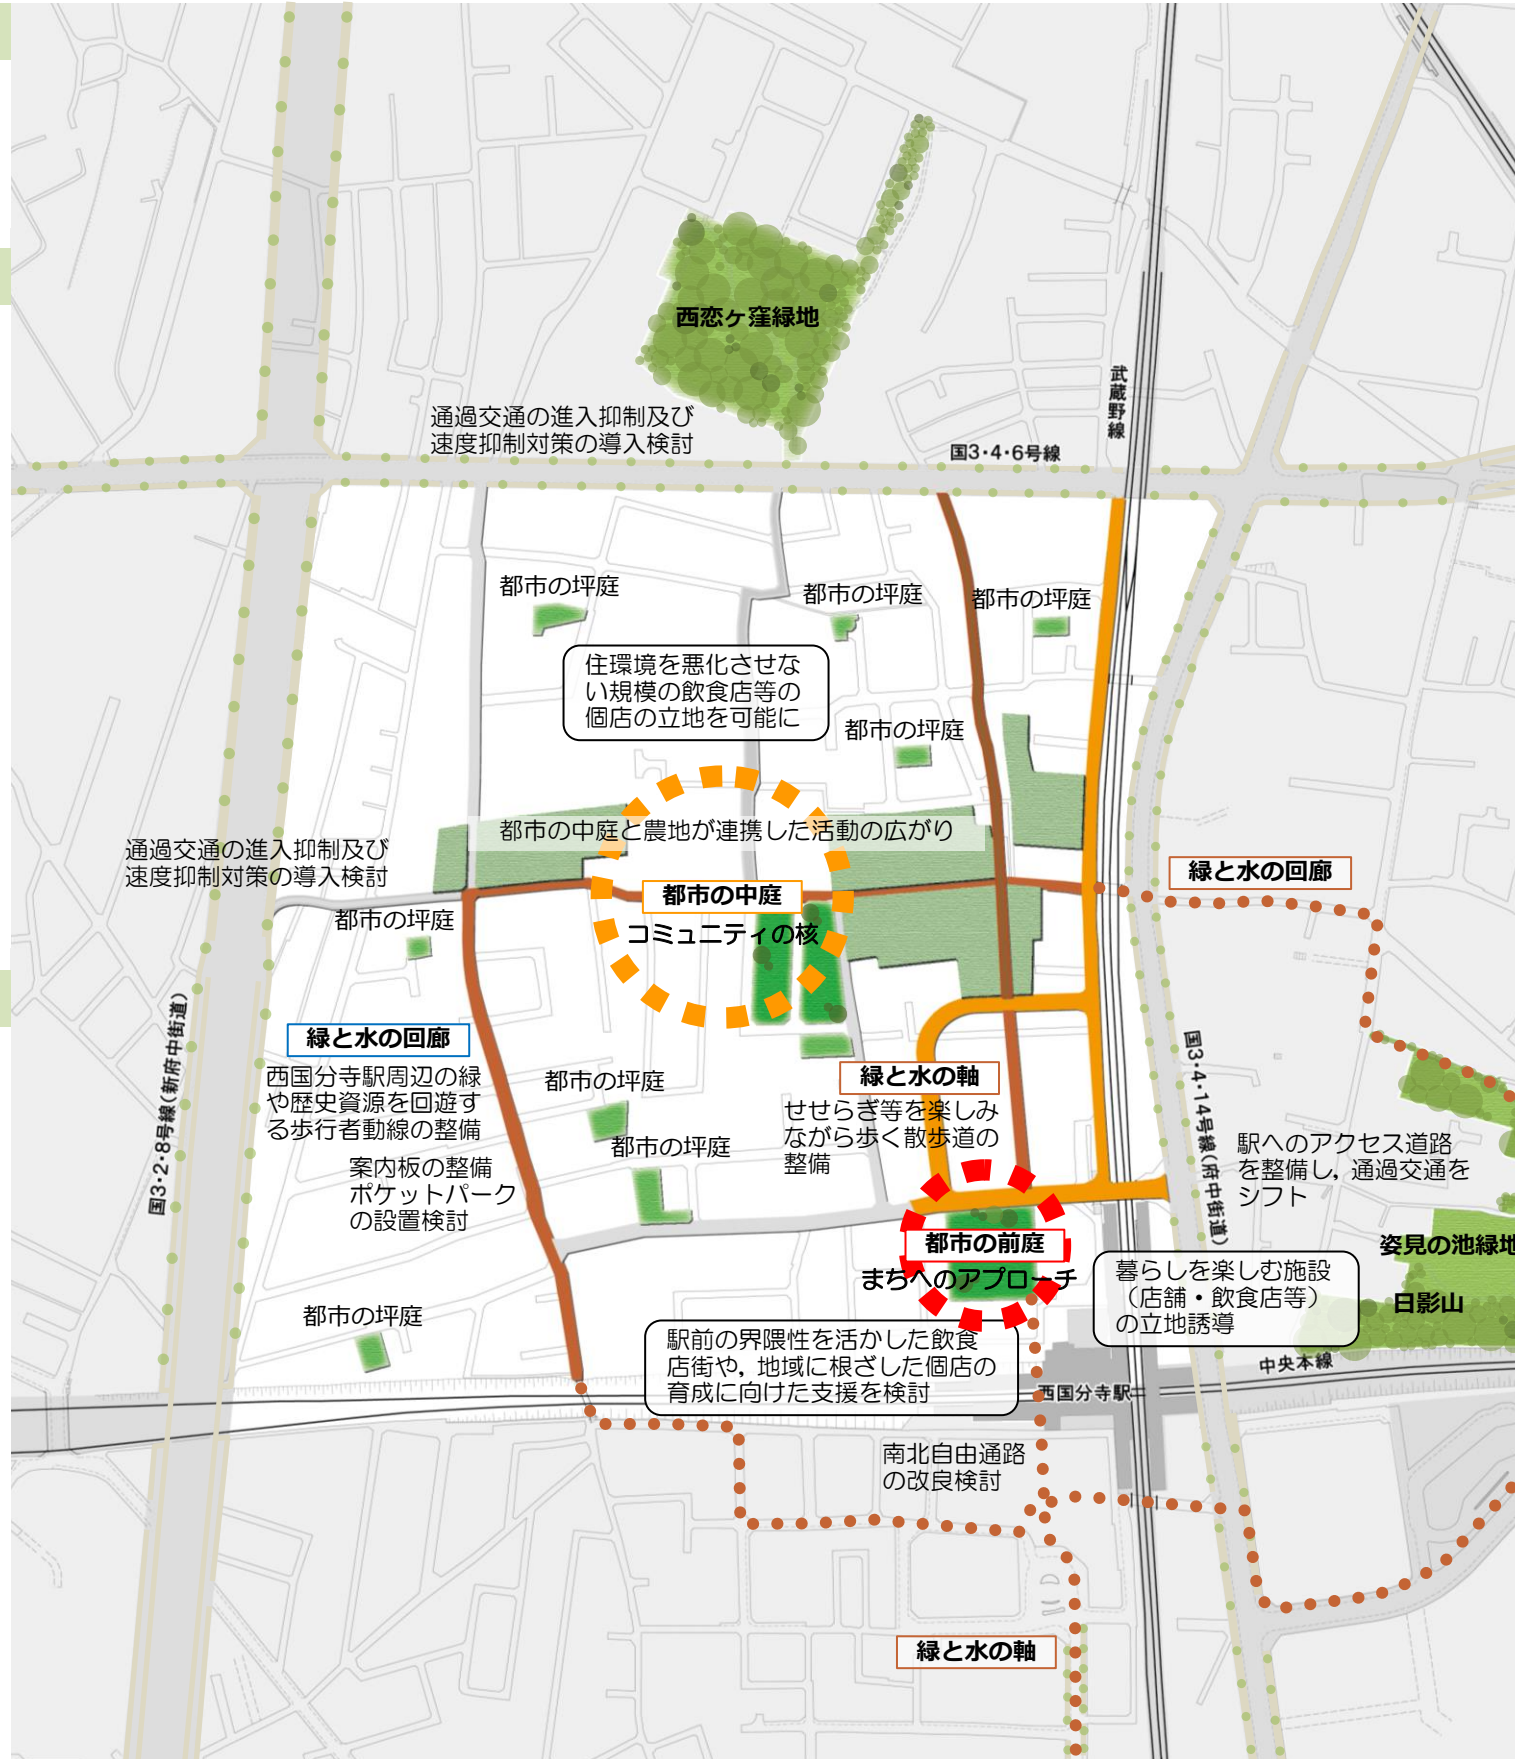 西恋ヶ窪緑地
武蔵野線
通過交通の進入抑制及び
速度抑制対策の導入検討
国3・4・6号線
都市の坪庭
都市の坪庭
都市の坪庭
住環境を悪化させな
い規模の飲食店等の
個店の立地を可能に
都市の坪庭
都市の中庭と農地が連携した活動の広がり
通過交通の進入抑制及び
速度抑制対策の導入検討
緑と水の回廊
都市の中庭
コミュニティの核
都市の坪庭
国3・2・8号線(新府中街道)
緑と水の回廊
西国分寺駅周辺の緑
や歴史資源を回遊す
る歩行者動線の整備
案内板の整備
ポケットパーク
の設置検討
都市の坪庭
都市の坪庭
緑と水の軸
せせらぎ等を楽しみ
ながら歩く散歩道の
整備
国3・4・14号線(府中街道)
駅へのアクセス道路
を整備し,通過交通を
シフト
都市の前庭
まちへのアプローチ
姿見の池緑地
日影山
暮らしを楽しむ施設
(店舗・飲食店等)
の立地誘導
都市の坪庭
駅前の界隈性を活かした飲食
店街や,地域に根ざした個店の
育成に向けた支援を検討
中央本線
西国分寺駅
南北自由通路
の改良検討
緑と水の軸